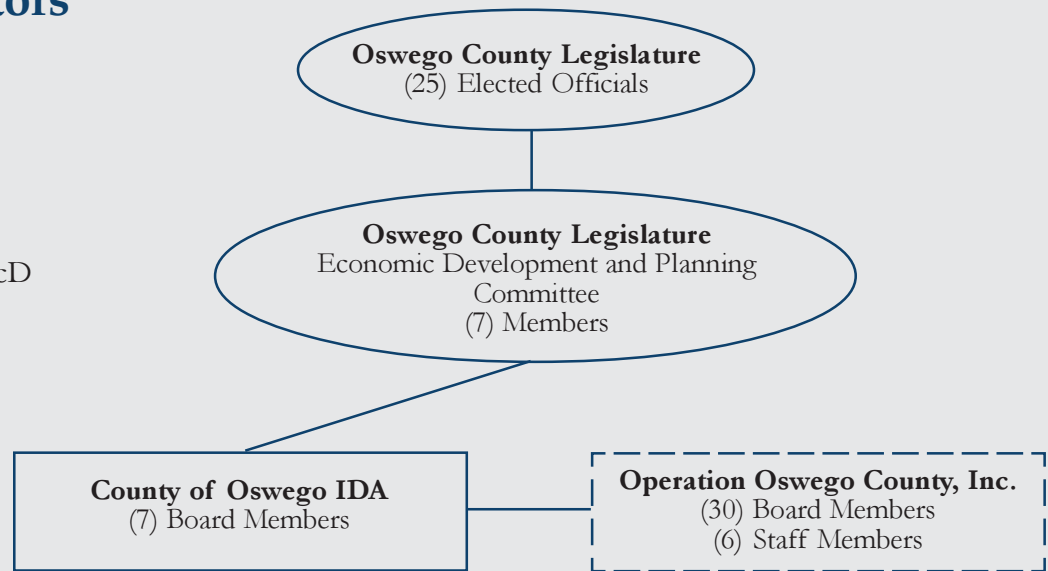 Oswego County Legislature
(25) Elected Officials
Oswego County Legislature
Economic Development and Planning
Committee
(7) Members
County of Oswego IDA
(7) Board Members
Operation Oswego County, Inc.
(30) Board Members
(6) Staff Members